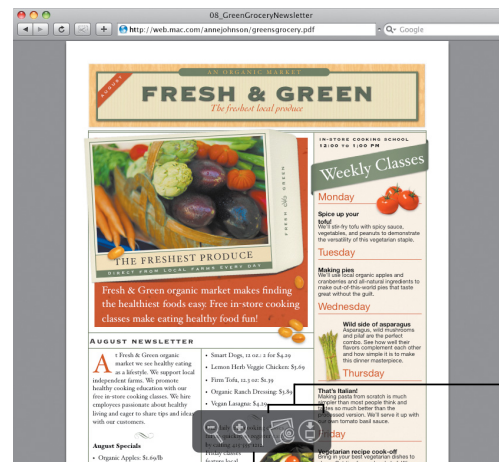 08_GreenGroceryNewsletter
http://web.mac.com/annejohnson/greensgrocery.pdf
Google
AUGUST
AN ORGANIC MARKET
FRESH & GREEN
The freshest local produce
IN-STORE COOKING SCHOOL
12:00 TO 1:00 PM
Weekly Classes
FRESH & GREEN
THE FRESHEST PRODUCE
DIRECT FROM LOCAL FARMS EVERY DAY
Fresh & Green organic market makes finding
the healthiest foods easy. Free in-store cooking
classes make eating healthy food fun!
AUGUST NEWSLETTER
At Fresh & Green organic
market we see healthy eating
as a lifestyle. We support local
independent farms. We promote
healthy cooking education with our
free in-store cooking classes. We hire
employees passionate about healthy
living and eager to share tips and ideas
with our customers.
August Specials
• Organic Apples: $1.69/lb
• Smart Dogs, 12 oz.: 2 for $4.29
• Lemon Herb Veggie Chicken: $3.69
• Firm Tofu, 12.3 oz: $1.39
• Organic Ranch Dressing: $3.89
• Vegan Lasagna: $4.29
Monday
Spice up your
tofu!
We'll stir-fry tofu with spicy sauce,
vegetables, and peanuts to demonstrate
the versatility of this vegetarian staple.
Tuesday
Making pies
We'll use local organic apples and
cranberries and all-natural ingredients to
make out-of-this-world pies that taste
great without the guilt.
Wednesday
Wild side of asparagus
Asparagus, wild mushrooms
and pilaf are the perfect
combo. See how well their
flavors complement each other
and how simple it is to make
this dinner masterpiece.
Thursday
That's Italian!
Making pasta from scratch is much
simpler than most people think and
tastes so much better than the
processed version. We'll serve it up with
our own tomato basil sauce.
Friday
Vegetarian recipe cook-off
Bring in your best vegetarian dishes to